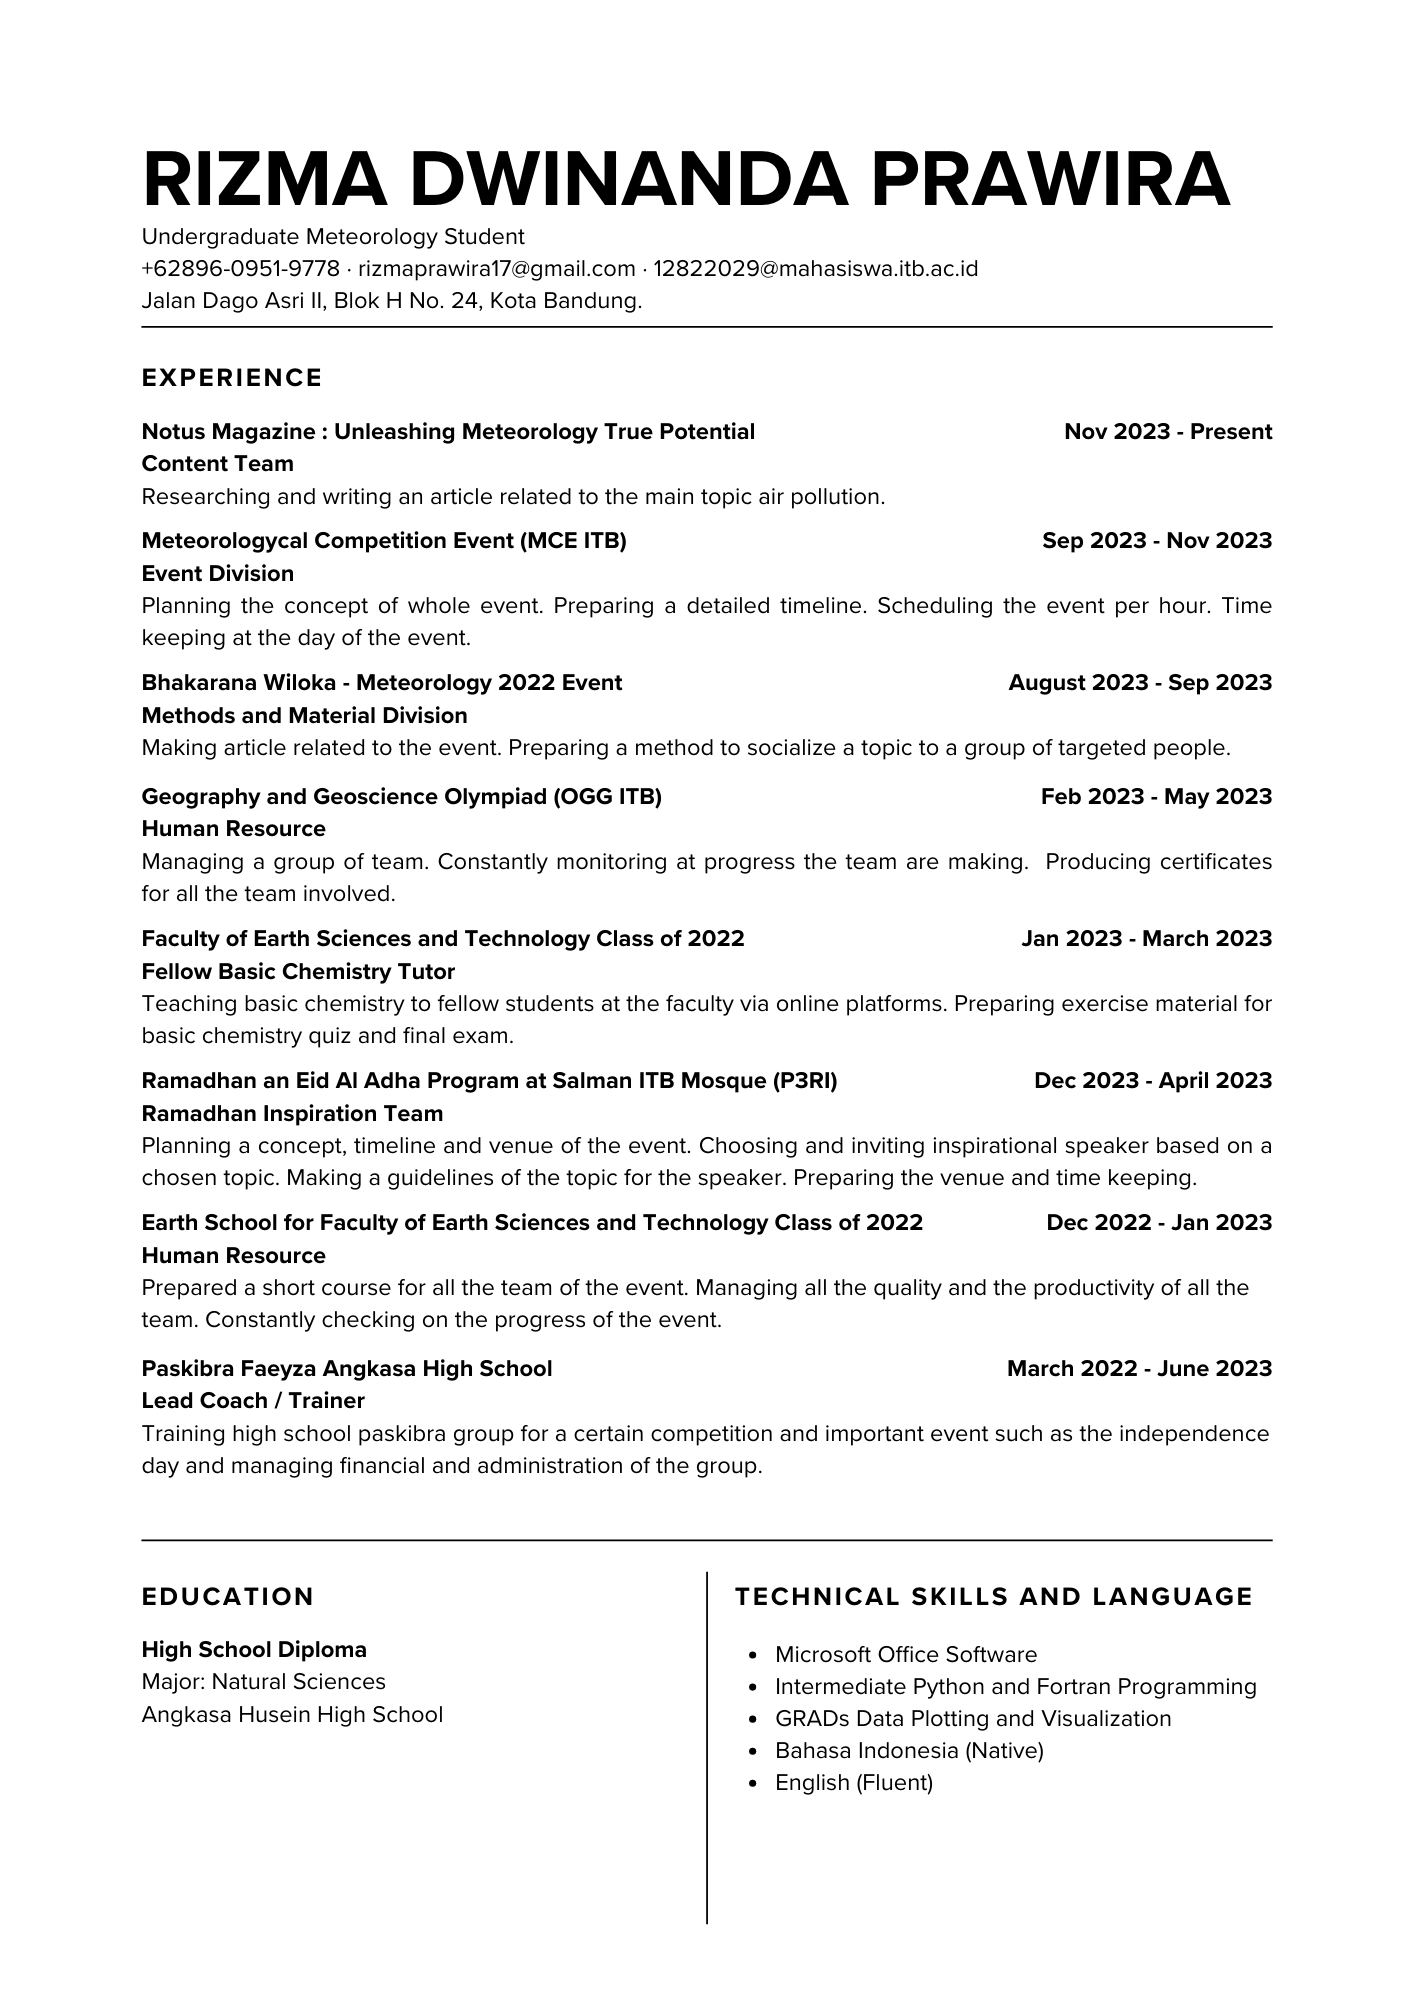 RIZMA DWINANDA PRAWIRA
Undergraduate Meteorology Student
+62896-0951-9778 · rizmaprawira17@gmail.com · 12822029@mahasiswa.itb.ac.id
Jalan Dago Asri II, Blok H No. 24, Kota Bandung.
EXPERIENCE
Notus Magazine : Unleashing Meteorology True Potential Nov 2023 - Present
Content Team
Researching and writing an article related to the main topic air pollution.
Meteorologycal Competition Event (MCE ITB) Sep 2023 - Nov 2023
Event Division
Planning the concept of whole event. Preparing a detailed timeline. Scheduling the event per hour. Time
keeping at the day of the event.
Bhakarana Wiloka - Meteorology 2022 Event August 2023 - Sep 2023
Methods and Material Division
Making article related to the event. Preparing a method to socialize a topic to a group of targeted people.
Geography and Geoscience Olympiad (OGG ITB) Feb 2023 - May 2023
Human Resource
Managing a group of team. Constantly monitoring at progress the team are making. Producing certificates
for all the team involved.
Faculty of Earth Sciences and Technology Class of 2022 Jan 2023 - March 2023
Fellow Basic Chemistry Tutor
Teaching basic chemistry to fellow students at the faculty via online platforms. Preparing exercise material for
basic chemistry quiz and final exam.
Ramadhan an Eid Al Adha Program at Salman ITB Mosque (P3RI) Dec 2023 - April 2023
Ramadhan Inspiration Team
Planning a concept, timeline and venue of the event. Choosing and inviting inspirational speaker based on a
chosen topic. Making a guidelines of the topic for the speaker. Preparing the venue and time keeping.
Earth School for Faculty of Earth Sciences and Technology Class of 2022 Dec 2022 - Jan 2023
Human Resource
Prepared a short course for all the team of the event. Managing all the quality and the productivity of all the
team. Constantly checking on the progress of the event.
Paskibra Faeyza Angkasa High School March 2022 - June 2023
Lead Coach / Trainer
Training high school paskibra group for a certain competition and important event such as the independence
day and managing financial and administration of the group.
EDUCATION
High School Diploma
Major: Natural Sciences
Angkasa Husein High School
TECHNICAL SKILLS AND LANGUAGE
• Microsoft Office Software
• Intermediate Python and Fortran Programming
• GRADs Data Plotting and Visualization
• Bahasa Indonesia (Native)
• English (Fluent)